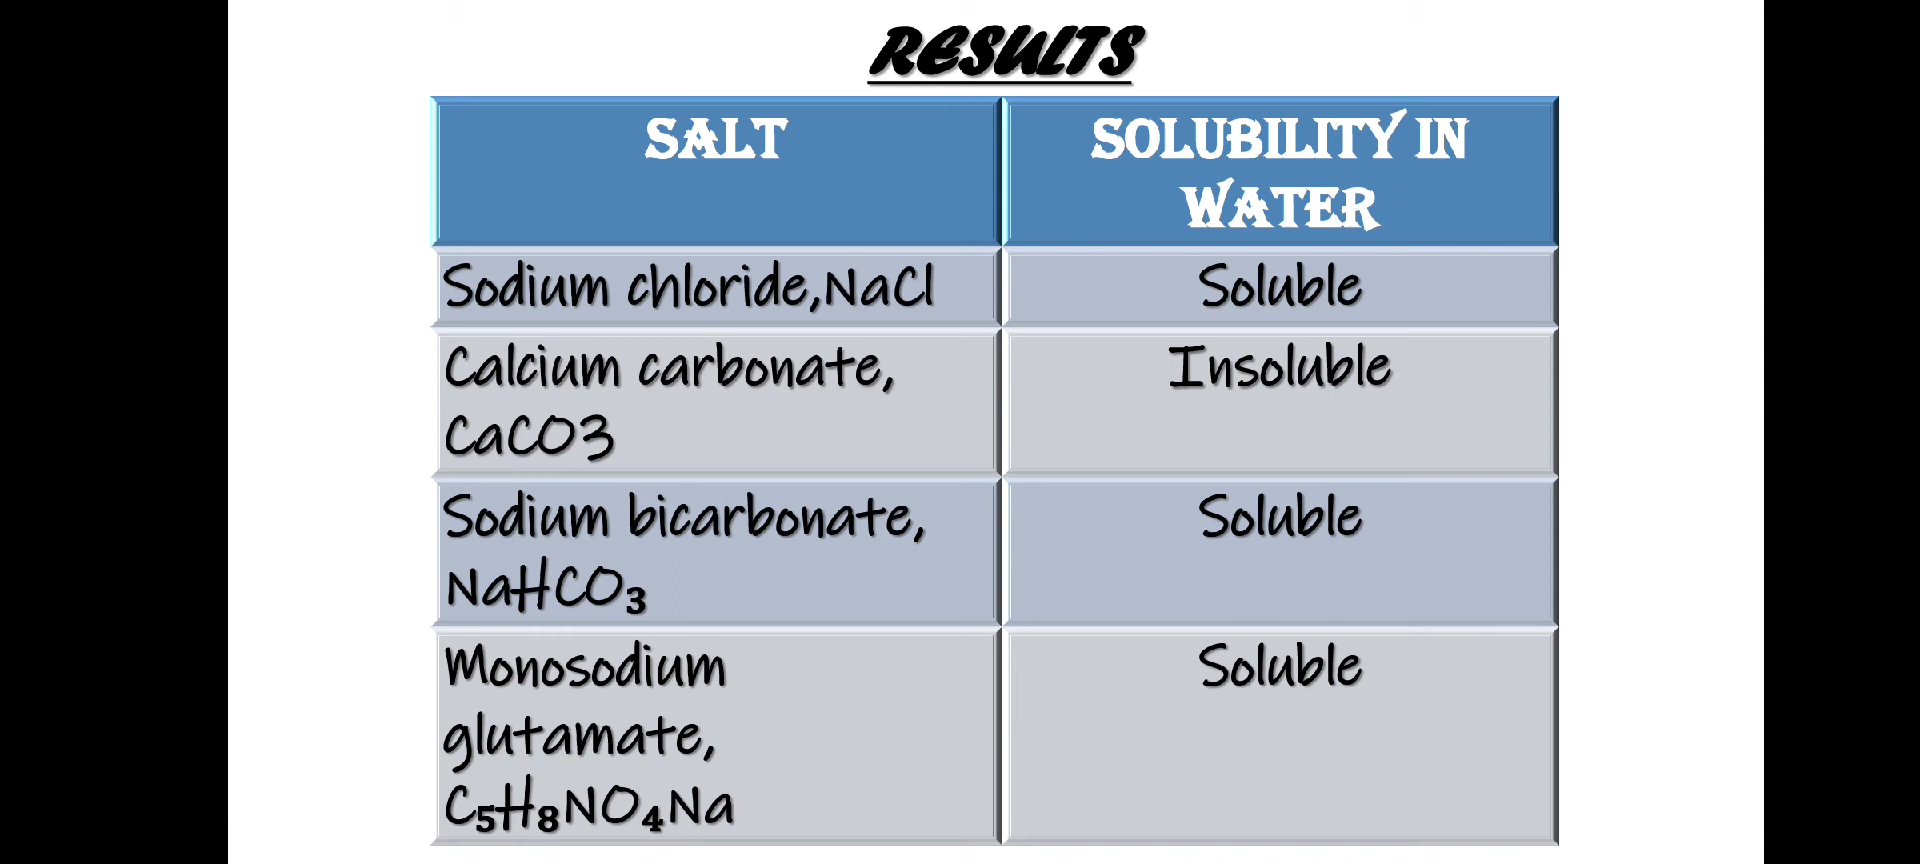 RESULTS
SALT
SOLUBILITY IN
WATER
Sodium chloride,NaCl
Soluble
Calcium carbonate,
CaCO3
Insoluble
Sodium bicarbonate,
NaHCO₃
Soluble
Monosodium
glutamate,
C₅H₈NO₄Na
Soluble